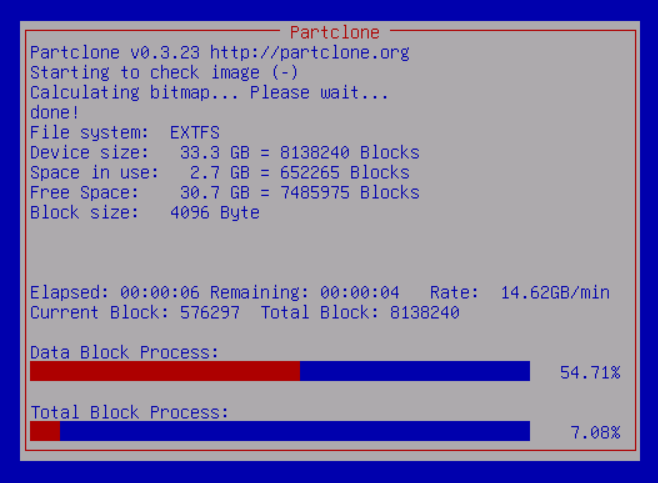 Partclone
Partclone v0.3.23 http://partclone.org
Starting to check image (-)
Calculating bitmap... Please wait...
done!
File system:  EXTFS
Device size:   33.3 GB = 8138240 Blocks
Space in use:   2.7 GB = 652265 Blocks
Free Space:    30.7 GB = 7485975 Blocks
Block size:   4096 Byte
Elapsed: 00:00:06 Remaining: 00:00:04   Rate:  14.62GB/min
Current Block: 576297  Total Block: 8138240
Data Block Process:
54.71%
Total Block Process:
7.08%